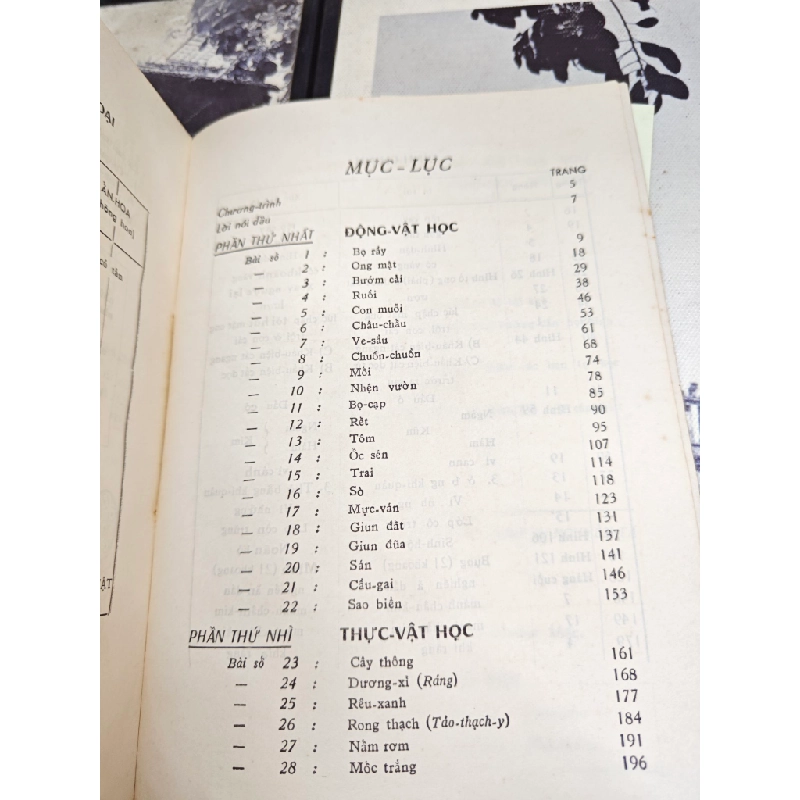 MỤC - LỤC
TRANG
Chương-trình 5
Lời nói đầu 7
PHẦN THỨ NHẤT ĐỘNG-VẬT HỌC
Bài số 1 : Bọ rầy 9
— 2 : Ong mật 18
— 3 : Bướm cải 29
— 4 : Ruồi 38
— 5 : Con muỗi 46
— 6 : Châu-chầu 53
— 7 : Ve-sầu 61
— 8 : Chuồn-chuồn 68
— 9 : Mối 74
— 10 : Nhện vườn 78
— 11 : Bọ-cạp 85
— 12 : Rết 90
— 13 : Tôm 95
— 14 : Ốc sên 107
— 15 : Trai 114
— 16 : Sò 118
— 17 : Mực-ván 123
— 18 : Giun đất 131
— 19 : Giun đũa 137
— 20 : Sán 141
— 21 : Cầu-gai 146
— 22 : Sao biển 153
PHẦN THỨ NHÌ THỰC-VẬT HỌC
Bài số 23 : Cây thông 161
— 24 : Dương-xỉ (Ráng) 168
— 25 : Rêu-xanh 177
— 26 : Rong thạch (Tảo-thạch-y) 184
— 27 : Nấm rơm 191
— 28 : Mốc trắng 196